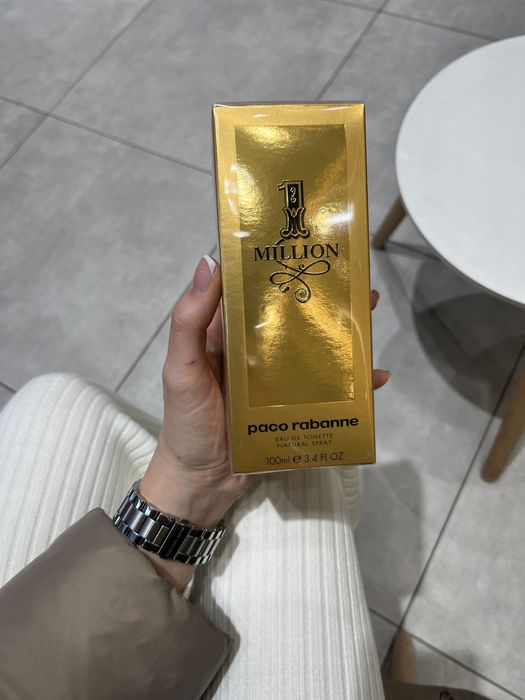 1
MILLION
paco rabanne
EAU DE TOILETTE
NATURAL SPRAY
100ml ℮ 3.4 FL OZ